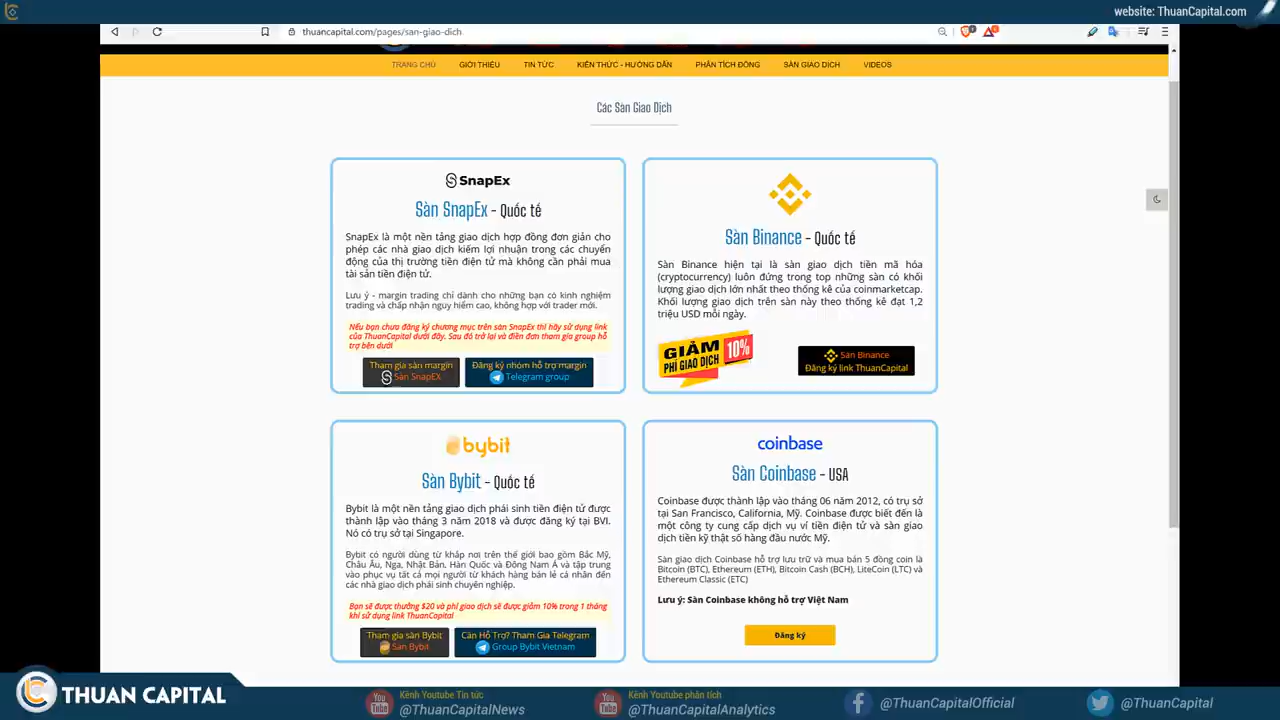 website: ThuanCapital.com
thuancapital.com/pages/san-giao-dich
TRANG CHỦ GIỚI THIỆU TIN TỨC KIẾN THỨC - HƯỚNG DẪN PHÂN TÍCH ĐỒNG SÀN GIAO DỊCH VIDEOS
Các Sàn Giao Dịch
SnapEx
Sàn SnapEx - Quốc tế
SnapEx là một nền tảng giao dịch hợp đồng đơn giản cho
phép các nhà giao dịch kiếm lợi nhuận trong các chuyển
động của thị trường tiền điện tử mà không cần phải mua
tài sản tiền điện tử.
Lưu ý - margin trading chỉ dành cho những bạn có kinh nghiệm
trading và chấp nhận nguy hiểm cao, không hợp với trader mới.
Nếu bạn chưa đăng ký chương mục trên sàn SnapEx thì hãy sử dụng link
của ThuanCapital dưới đây. Sau đó trở lại và điền đơn tham gia group hỗ
trợ bên dưới
Tham gia sàn margin
Sàn SnapEX
Đăng ký nhóm hỗ trợ margin
Telegram group
Sàn Binance - Quốc tế
Sàn Binance hiện tại là sàn giao dịch tiền mã hóa
(cryptocurrency) luôn đứng trong top những sàn có khối
lượng giao dịch lớn nhất theo thống kê của coinmarketcap.
Khối lượng giao dịch trên sàn này theo thống kê đạt 1,2
triệu USD mỗi ngày.
GIẢM
PHÍ GIAO DỊCH
10%
Sàn Binance
Đăng ký link ThuanCapital
bybit
Sàn Bybit - Quốc tế
Bybit là một nền tảng giao dịch phái sinh tiền điện tử được
thành lập vào tháng 3 năm 2018 và được đăng ký tại BVI.
Nó có trụ sở tại Singapore.
Bybit có người dùng từ khắp nơi trên thế giới bao gồm Bắc Mỹ,
Châu Âu, Nga, Nhật Bản, Hàn Quốc và Đông Nam Á và tập trung
vào phục vụ tất cả mọi người từ khách hàng bán lẻ cá nhân đến
các nhà giao dịch phái sinh chuyên nghiệp.
Bạn sẽ được thưởng $20 và phí giao dịch sẽ được giảm 10% trong 1 tháng
khi sử dụng link ThuanCapital
Tham gia sàn Bybit
Sàn Bybit
Cần Hỗ Trợ? Tham Gia Telegram
Group Bybit Vietnam
coinbase
Sàn Coinbase - USA
Coinbase được thành lập vào tháng 06 năm 2012, có trụ sở
tại San Francisco, California, Mỹ. Coinbase được biết đến là
một công ty cung cấp dịch vụ ví tiền điện tử và sàn giao
dịch tiền kỹ thật số hàng đầu nước Mỹ.
Sàn giao dịch Coinbase hỗ trợ lưu trữ và mua bán 5 đồng coin là
Bitcoin (BTC), Ethereum (ETH), Bitcoin Cash (BCH), LiteCoin (LTC) và
Ethereum Classic (ETC)
Lưu ý: Sàn Coinbase không hỗ trợ Việt Nam
Đăng ký
THUAN CAPITAL
Kênh Youtube Tin tức
@ThuanCapitalNews
Kênh Youtube phân tích
@ThuanCapitalAnalytics
@ThuanCapitalOfficial
@ThuanCapital